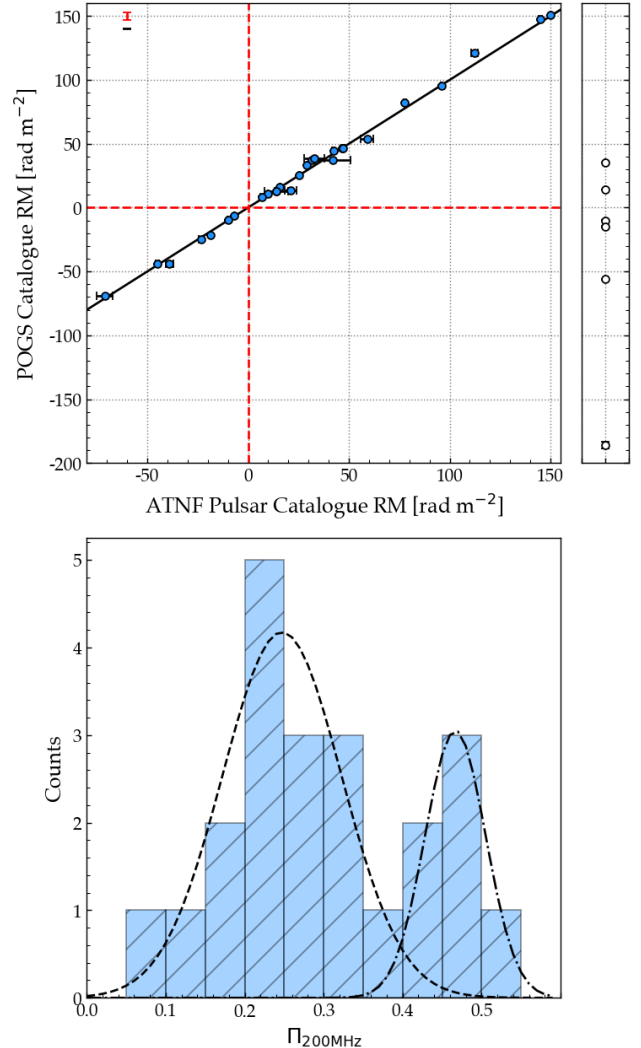 150
100
50
0
-50
-100
-150
-200
POGS Catalogue RM [rad m⁻²]
-50 0 50 100 150
ATNF Pulsar Catalogue RM [rad m⁻²]
5
4
3
2
1
0
Counts
0.0 0.1 0.2 0.3 0.4 0.5
Π200MHz